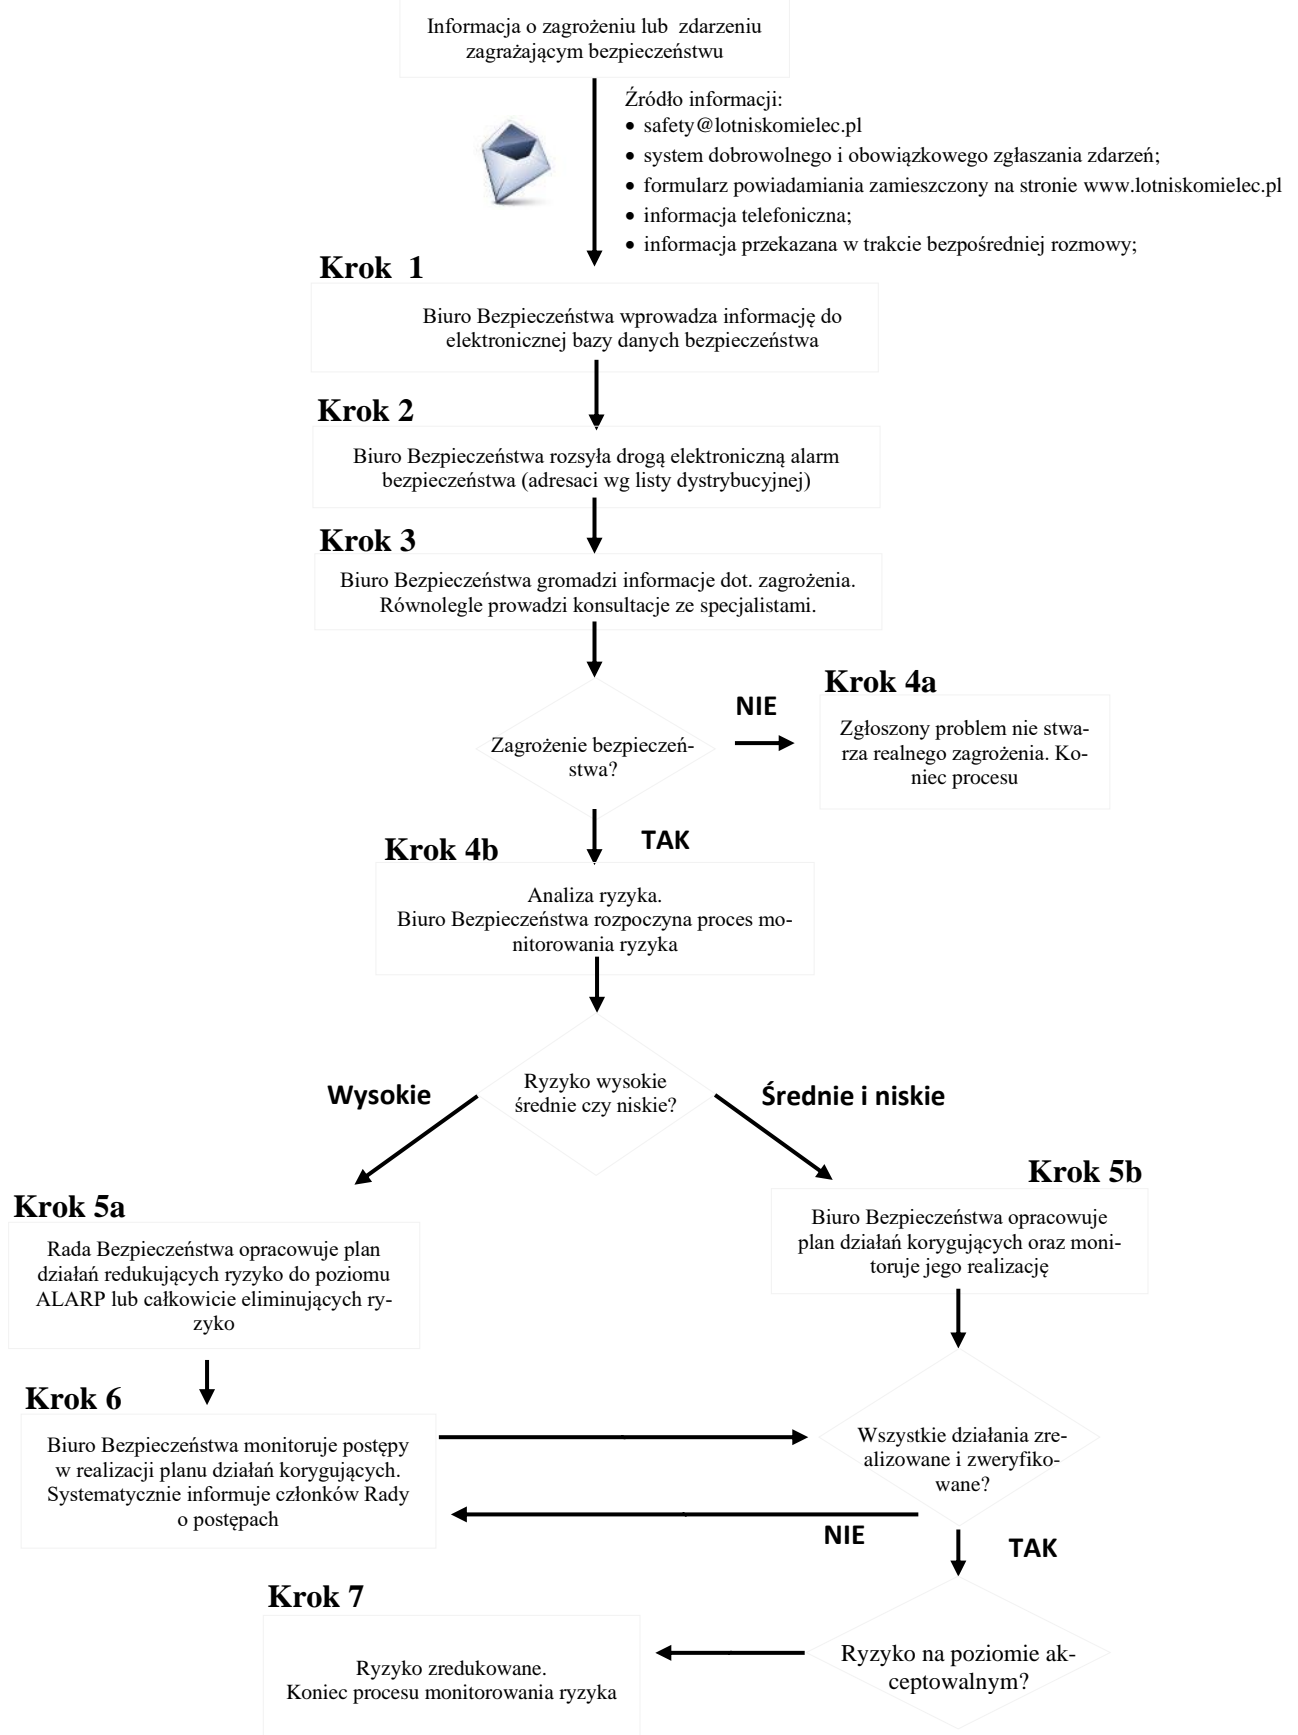 Informacja o zagrożeniu lub zdarzeniu
zagrażającym bezpieczeństwu
Źródło informacji:
• safety@lotniskomielec.pl
• system dobrowolnego i obowiązkowego zgłaszania zdarzeń;
• formularz powiadamiania zamieszczony na stronie www.lotniskomielec.pl
• informacja telefoniczna;
• informacja przekazana w trakcie bezpośredniej rozmowy;
Krok 1
Biuro Bezpieczeństwa wprowadza informację do
elektronicznej bazy danych bezpieczeństwa
Krok 2
Biuro Bezpieczeństwa rozsyła drogą elektroniczną alarm
bezpieczeństwa (adresaci wg listy dystrybucyjnej)
Krok 3
Biuro Bezpieczeństwa gromadzi informacje dot. zagrożenia.
Równolegle prowadzi konsultacje ze specjalistami.
Zagrożenie bezpieczeń-
stwa?
NIE
Krok 4a
Zgłoszony problem nie stwa-
rza realnego zagrożenia. Ko-
niec procesu
TAK
Krok 4b
Analiza ryzyka.
Biuro Bezpieczeństwa rozpoczyna proces mo-
nitorowania ryzyka
Ryzyko wysokie
średnie czy niskie?
Wysokie
Średnie i niskie
Krok 5a
Rada Bezpieczeństwa opracowuje plan
działań redukujących ryzyko do poziomu
ALARP lub całkowicie eliminujących ry-
zyko
Krok 5b
Biuro Bezpieczeństwa opracowuje
plan działań korygujących oraz moni-
toruje jego realizację
Krok 6
Biuro Bezpieczeństwa monitoruje postępy
w realizacji planu działań korygujących.
Systematycznie informuje członków Rady
o postępach
Wszystkie działania zre-
alizowane i zweryfiko-
wane?
NIE
TAK
Krok 7
Ryzyko zredukowane.
Koniec procesu monitorowania ryzyka
Ryzyko na poziomie ak-
ceptowalnym?